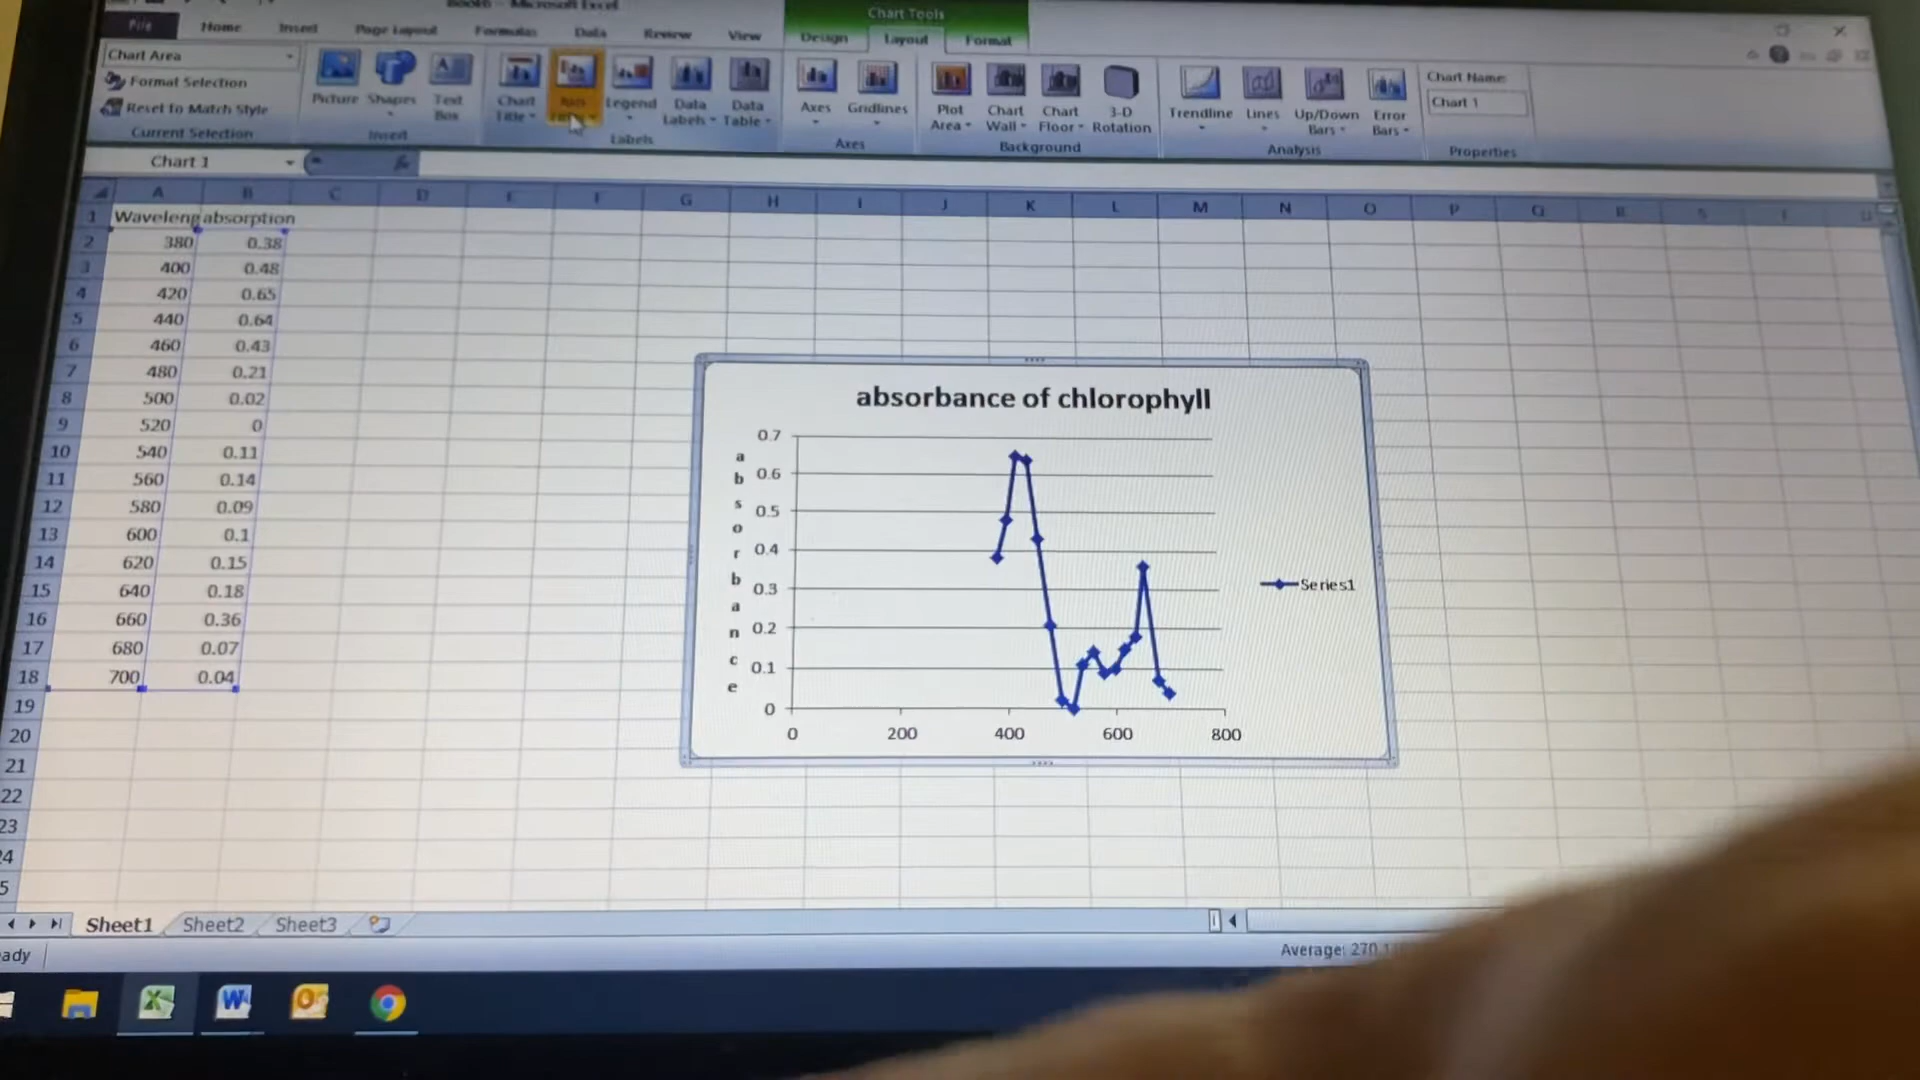 Book6 - Microsoft Excel
Chart Tools
File Home Insert Page Layout Formulas Data Review View Design Layout Format
Chart Area
Format Selection
Reset to Match Style
Current Selection
Picture Shapes Text Box
Insert
Chart Title Legend Data Labels Data Table
Labels
Axes Gridlines
Axes
Plot Area Chart Wall Chart Floor 3-D Rotation
Background
Trendline Lines Up/Down Bars Error Bars
Analysis
Chart Name:
Chart 1
Properties
Chart 1 fx
A B C D E F G H I J K L M N O P Q R S T U
1 Waveleng absorption
2 380 0.38
3 400 0.48
4 420 0.65
5 440 0.64
6 460 0.43
7 480 0.21
8 500 0.02
9 520 0
10 540 0.11
11 560 0.14
12 580 0.09
13 600 0.1
14 620 0.15
15 640 0.18
16 660 0.36
17 680 0.07
18 700 0.04
19
20
21
22
23
24
5
absorbance of chlorophyll
absorbance
0.7
0.6
0.5
0.4
0.3
0.2
0.1
0
0 200 400 600 800
Series1
Sheet1 Sheet2 Sheet3
ady
Average: 270.1